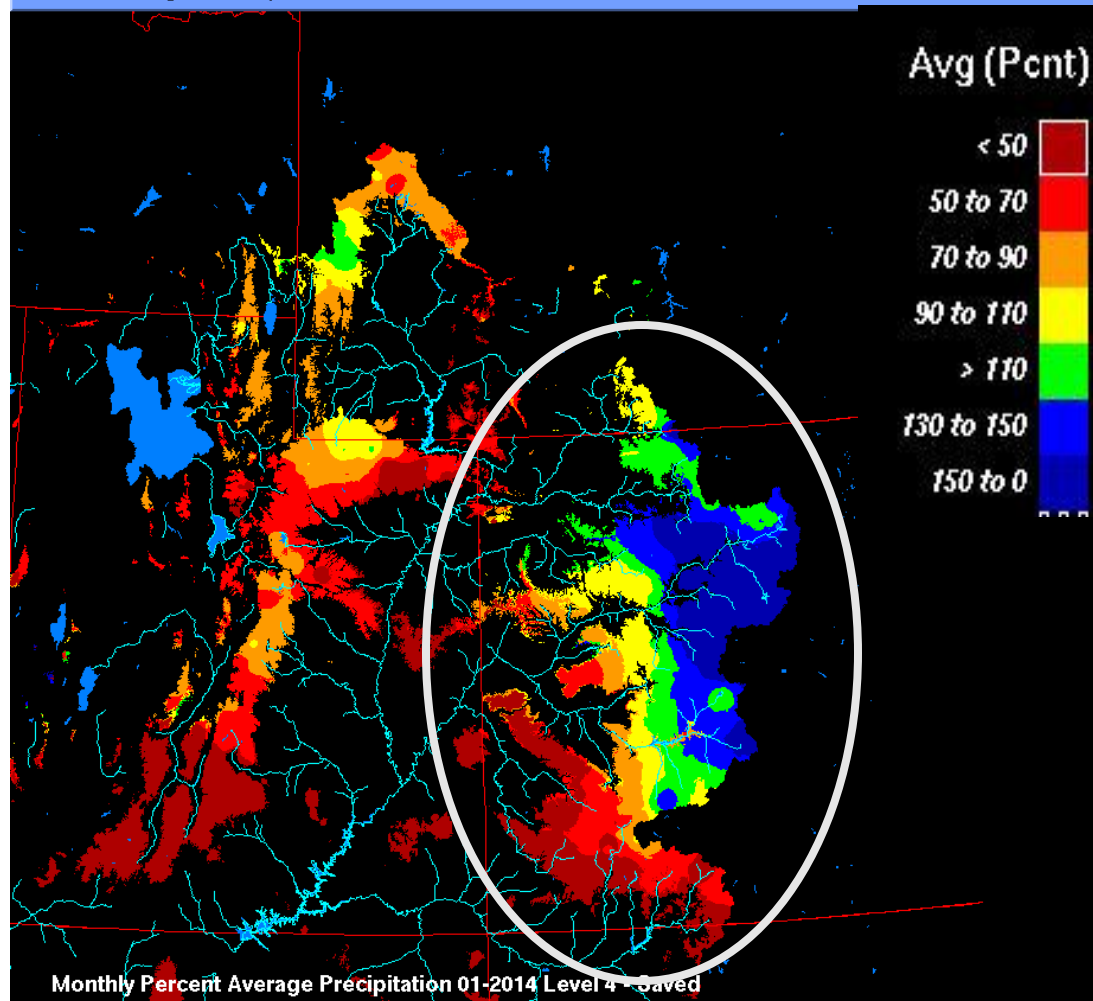 Avg (Pcnt)
< 50
50 to 70
70 to 90
90 to 110
> 110
130 to 150
150 to 0
Monthly Percent Average Precipitation 01-2014 Level 4 - Saved